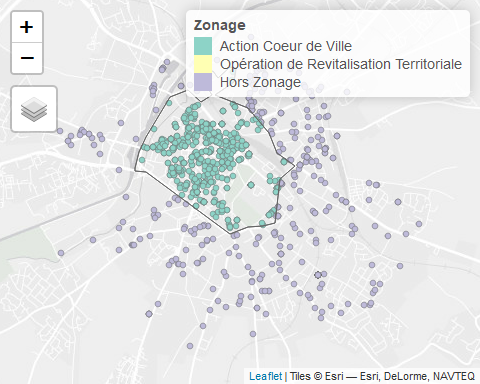 +
−
Zonage
Action Coeur de Ville
Opération de Revitalisation Territoriale
Hors Zonage
Leaflet | Tiles © Esri — Esri, DeLorme, NAVTEQ